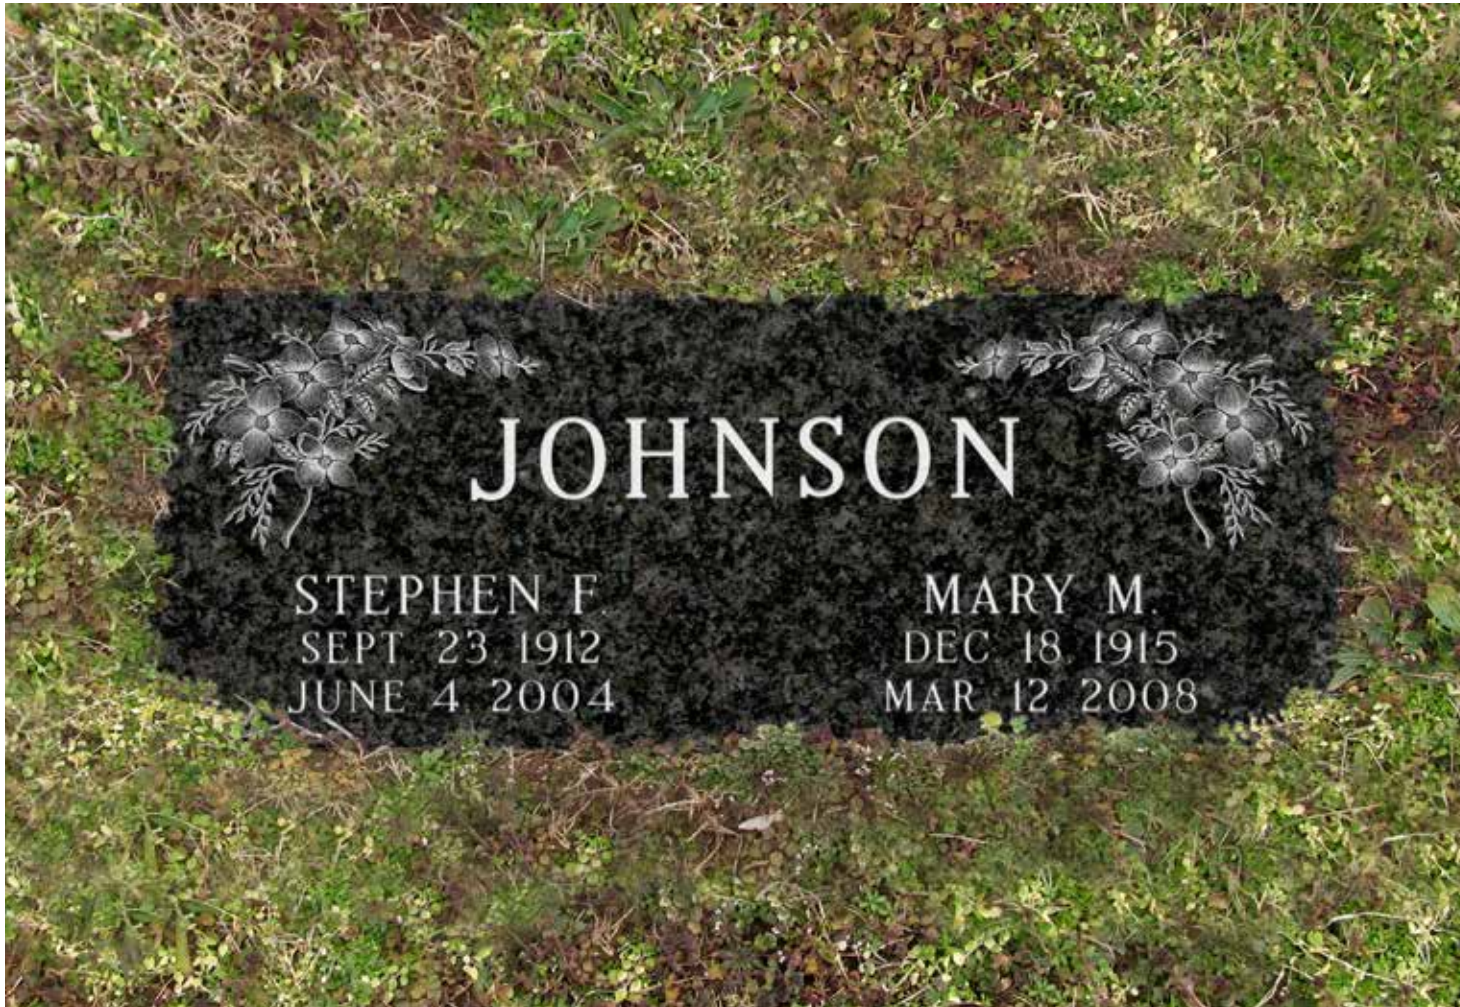 JOHNSON
STEPHEN F.
SEPT. 23, 1912
JUNE 4, 2004
MARY M.
DEC. 18, 1915
MAR. 12, 2008